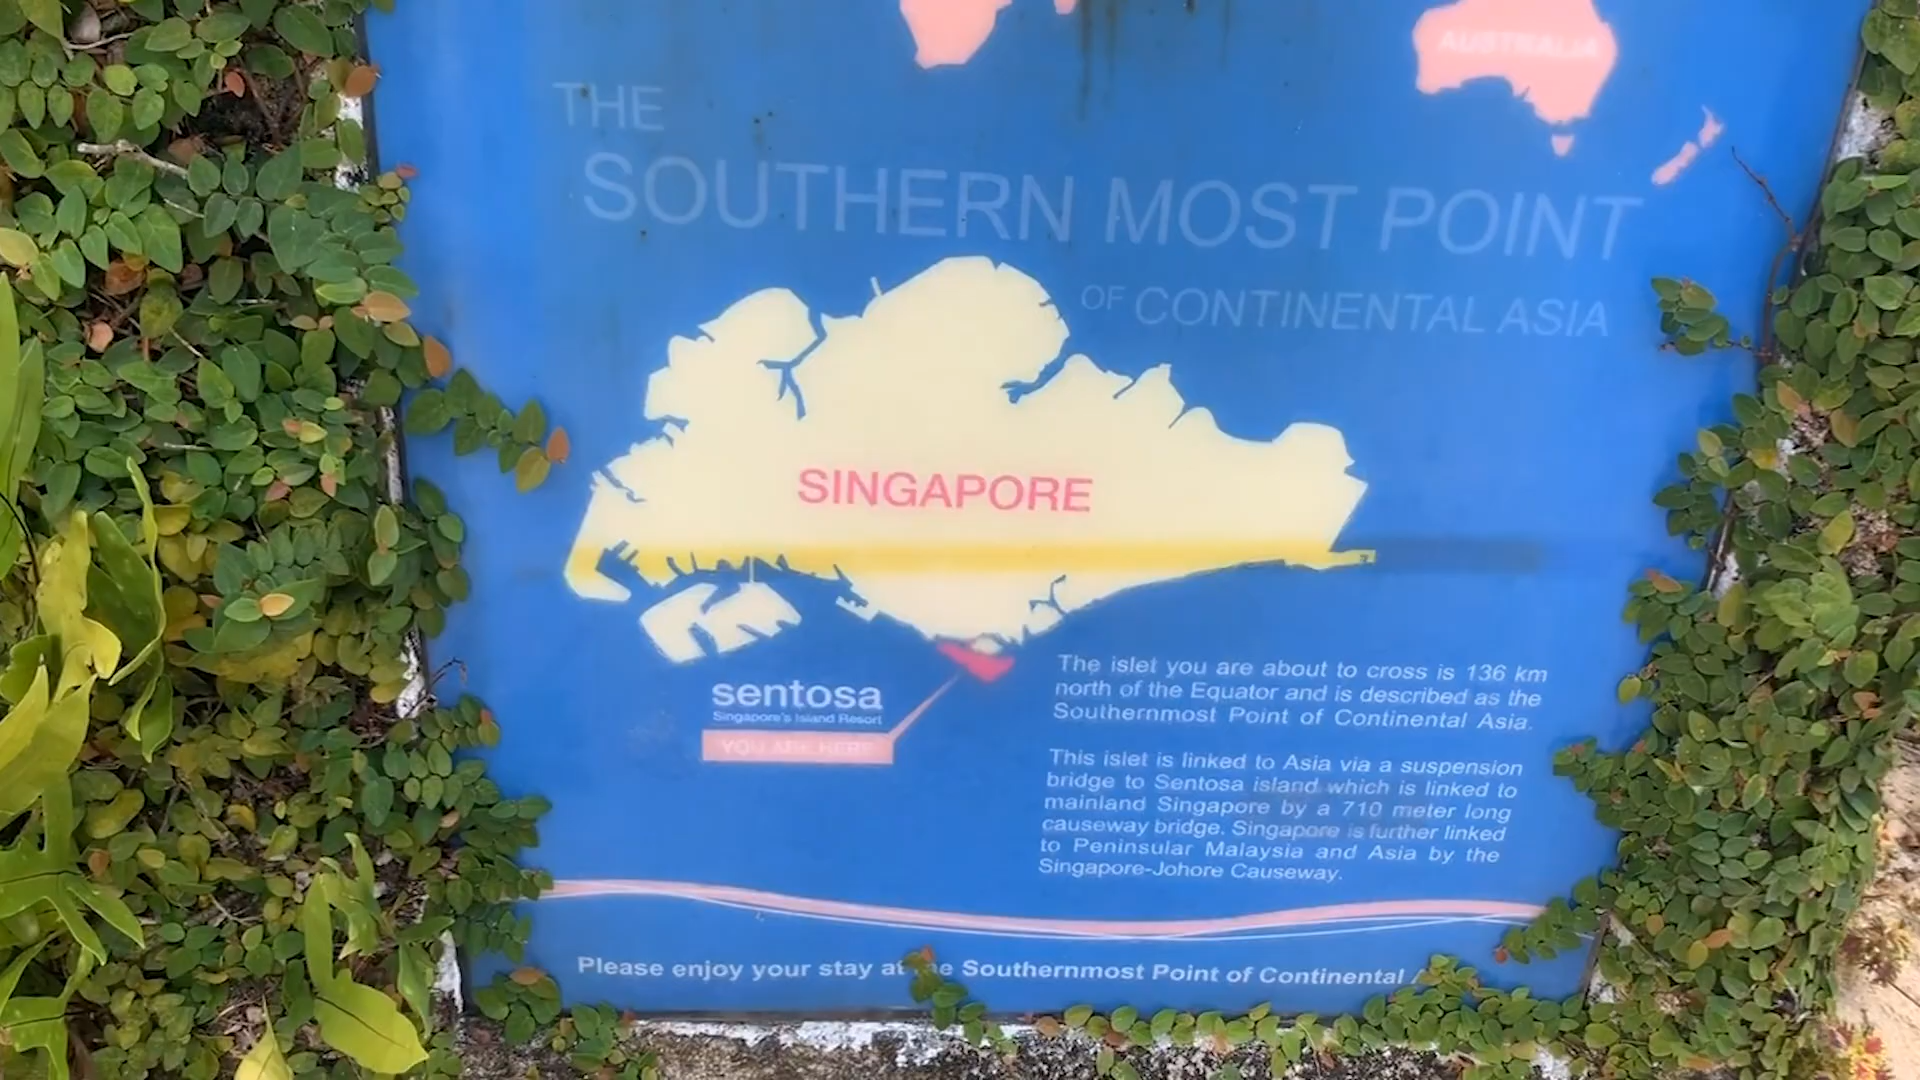 AUSTRALIA
THE
SOUTHERN MOST POINT
OF CONTINENTAL ASIA
SINGAPORE
sentosa
Singapore's Island Resort
YOU ARE HERE
The islet you are about to cross is 136 km
north of the Equator and is described as the
Southernmost Point of Continental Asia.
This islet is linked to Asia via a suspension
bridge to Sentosa island which is linked to
mainland Singapore by a 710 meter long
causeway bridge. Singapore is further linked
to Peninsular Malaysia and Asia by the
Singapore-Johore Causeway.
Please enjoy your stay at the Southernmost Point of Continental